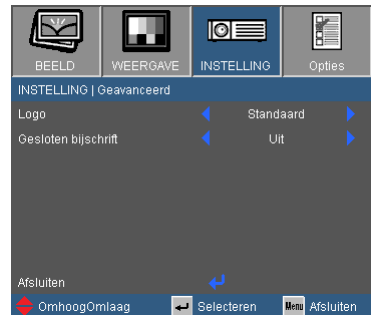 BEELD WEERGAVE INSTELLING Opties
INSTELLING | Geavanceerd
Logo Standaard
Gesloten bijschrift Uit
Afsluiten
OmhoogOmlaag Selecteren Menu Afsluiten